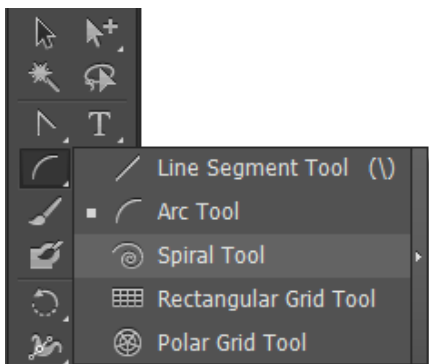 Line Segment Tool (\)
Arc Tool
Spiral Tool
Rectangular Grid Tool
Polar Grid Tool